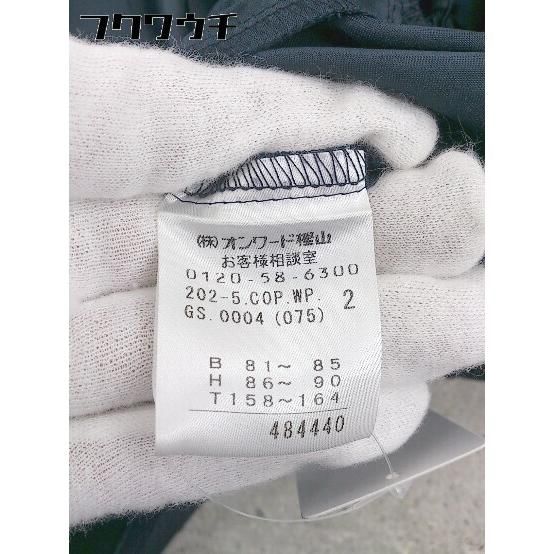 フクワウチ
(株)オンワード樫山
お客様相談室
0120-58-6300
202-5.COP.WP. 2
GS.0004(075)
B 81～ 85
H 86～ 90
T158～164
484440